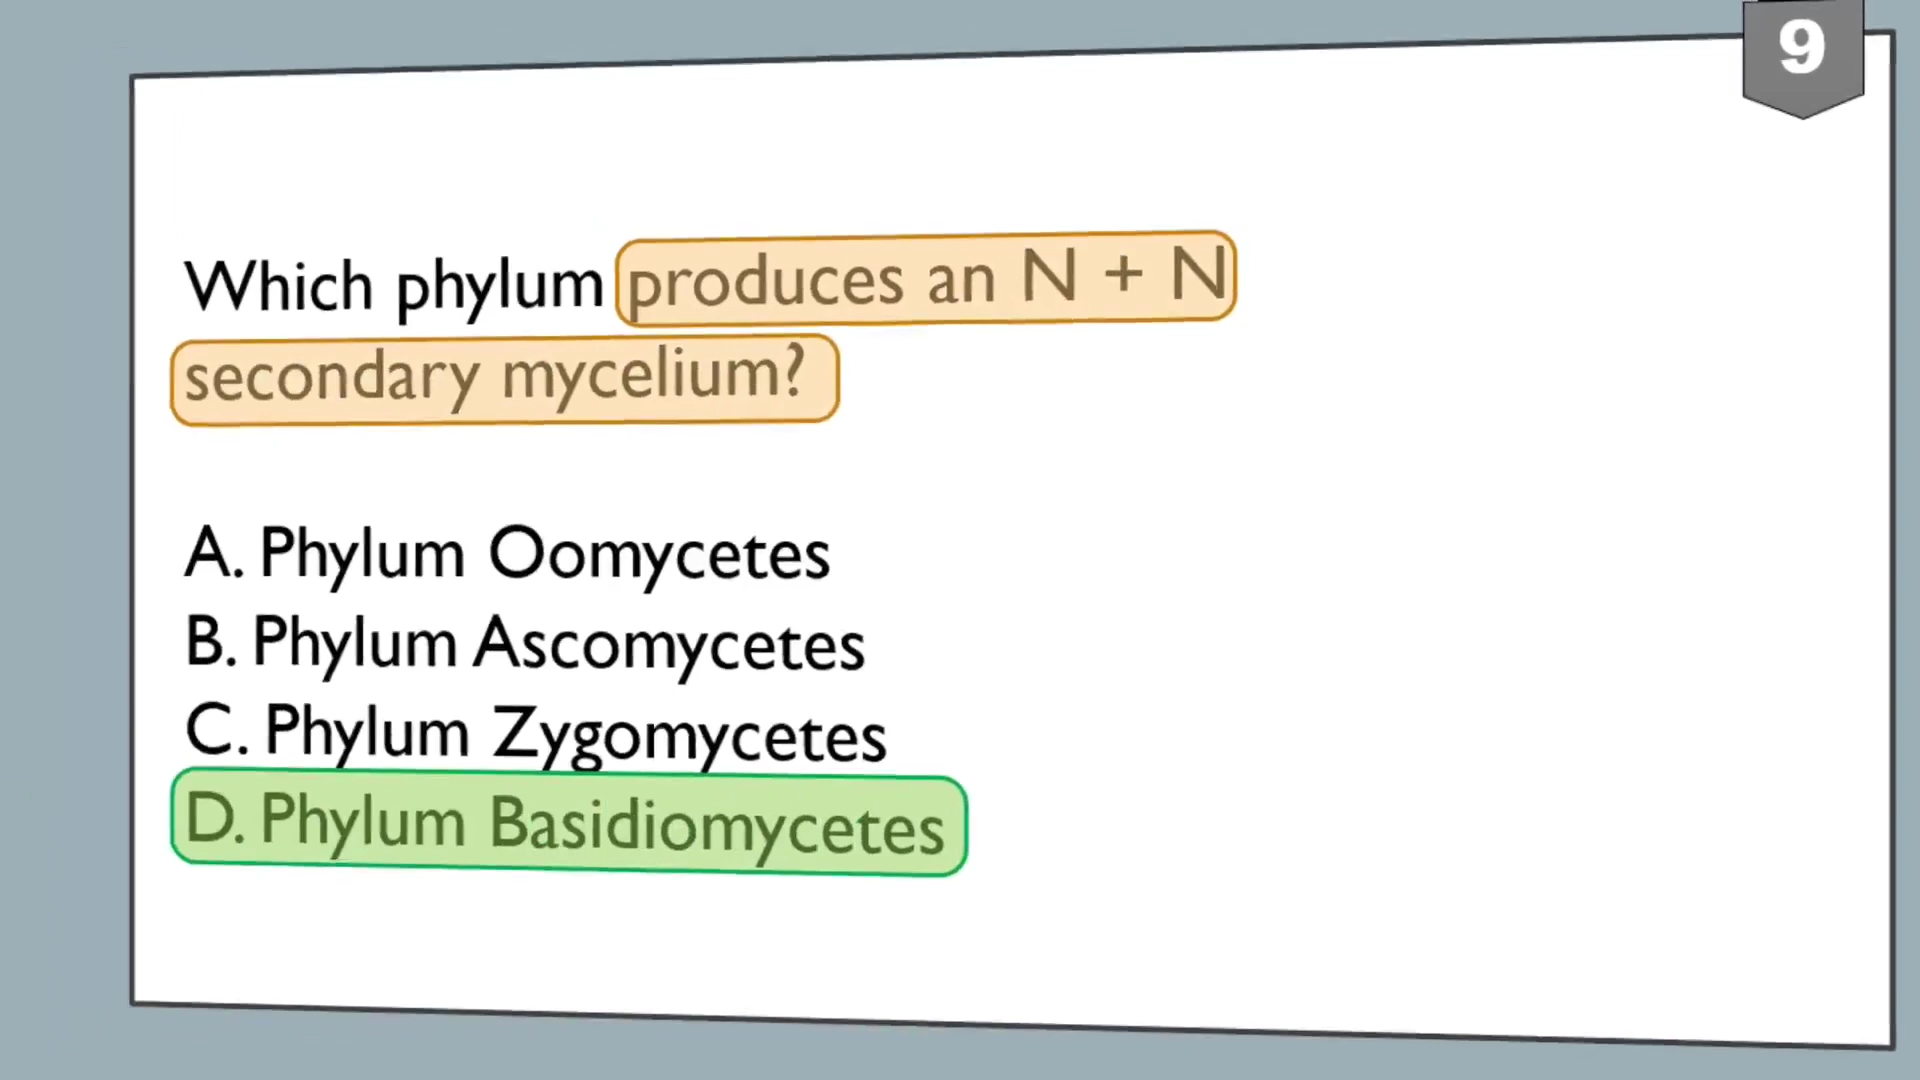 9
Which phylum produces an N + N
secondary mycelium?
A. Phylum Oomycetes
B. Phylum Ascomycetes
C. Phylum Zygomycetes
D. Phylum Basidiomycetes